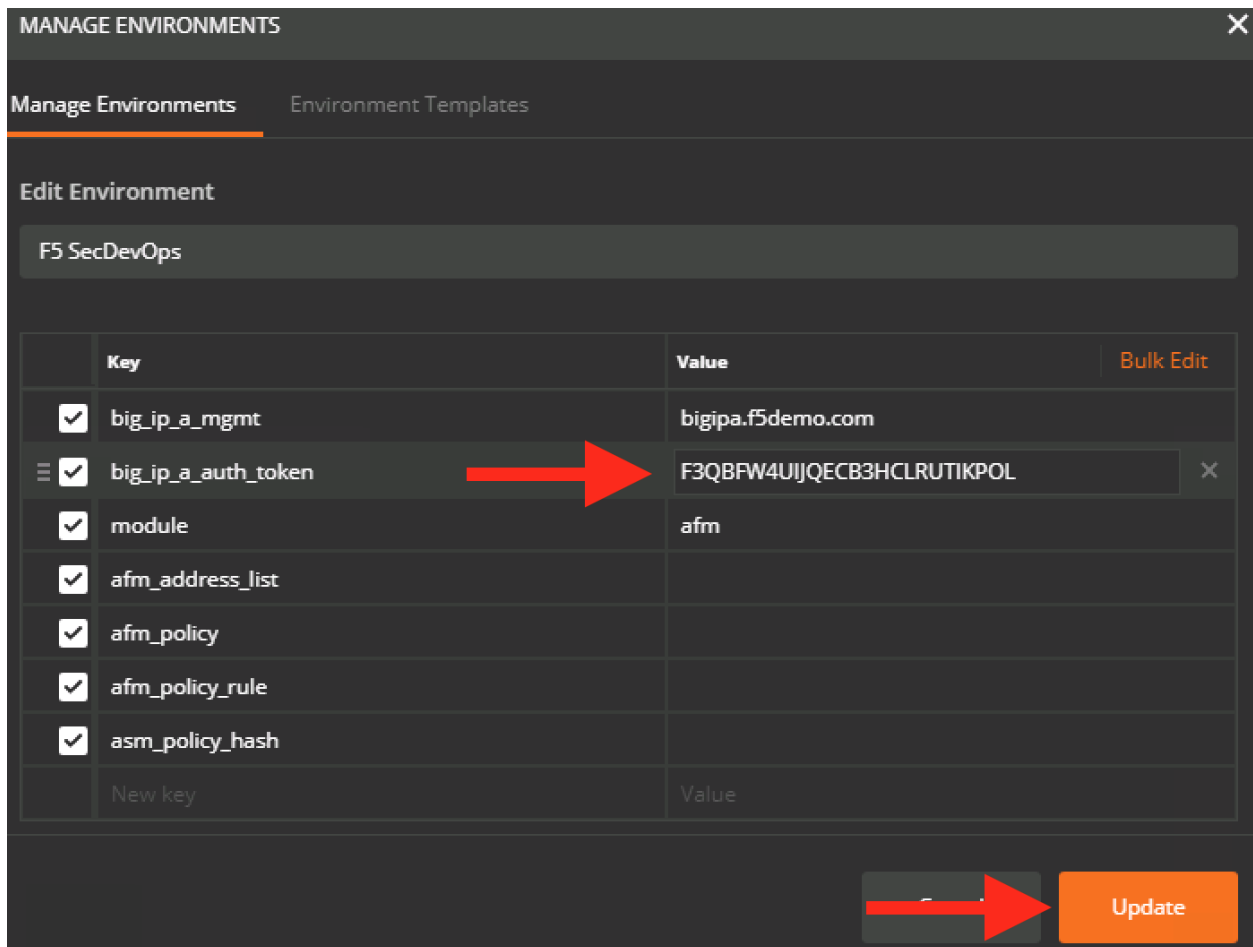 MANAGE ENVIRONMENTS
Manage Environments Environment Templates
Edit Environment
F5 SecDevOps
Key Value Bulk Edit
big_ip_a_mgmt bigipa.f5demo.com
big_ip_a_auth_token F3QBFW4UIJQECB3HCLRUTIKPOL
module afm
afm_address_list
afm_policy
afm_policy_rule
asm_policy_hash
New key Value
Update